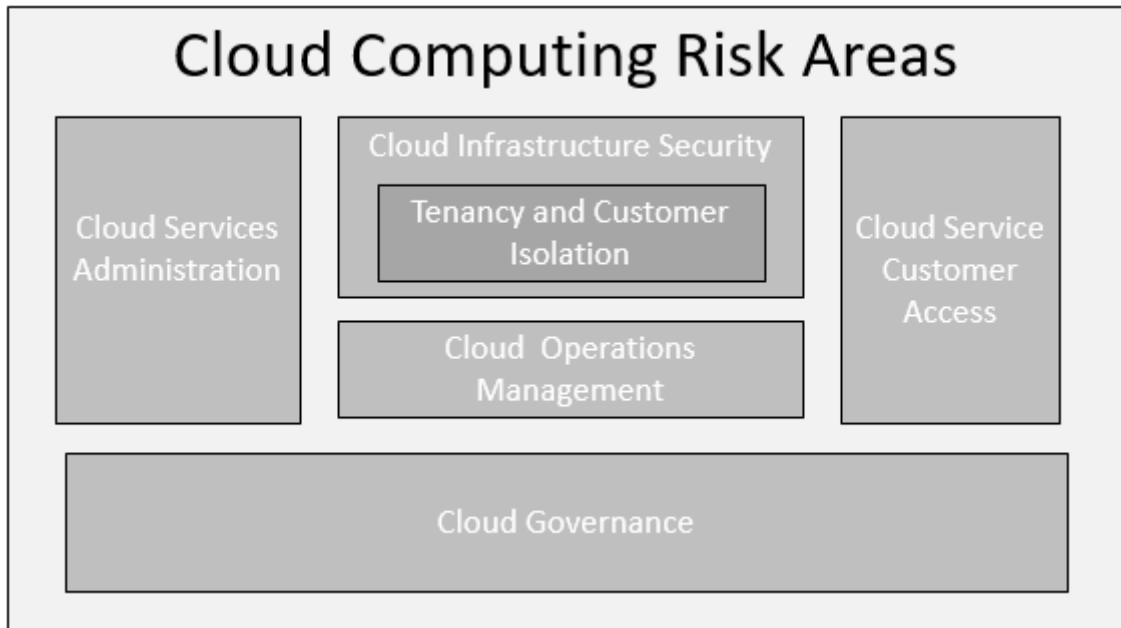 Cloud Computing Risk Areas
Cloud Services
Administration
Cloud Infrastructure Security
Tenancy and Customer
Isolation
Cloud Operations
Management
Cloud Service
Customer
Access
Cloud Governance